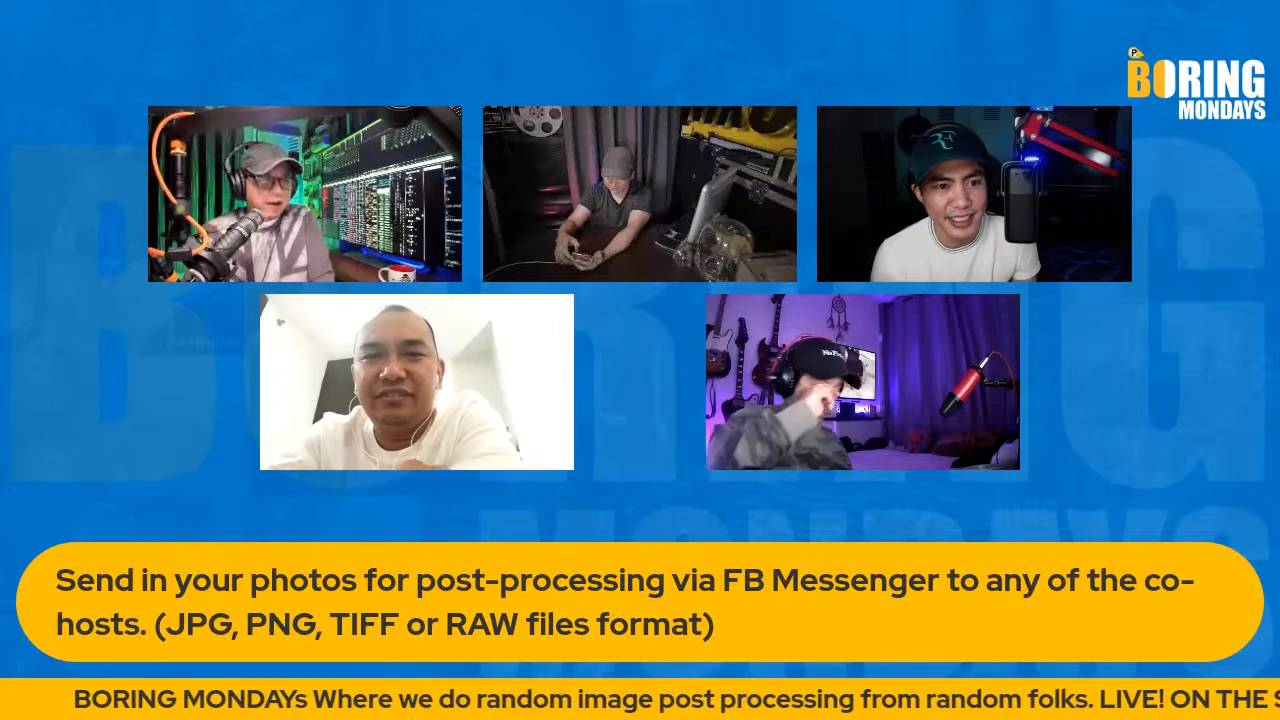 P
BORING
MONDAYS
Send in your photos for post-processing via FB Messenger to any of the co-
hosts. (JPG, PNG, TIFF or RAW files format)
BORING MONDAYs Where we do random image post processing from random folks. LIVE! ON THE S